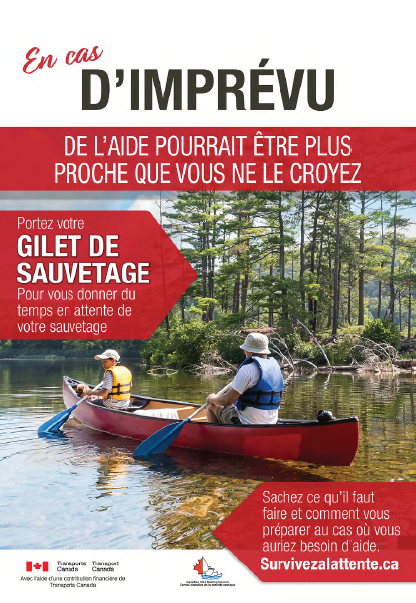 En cas
D'IMPRÉVU
DE L'AIDE POURRAIT ÊTRE PLUS
PROCHE QUE VOUS NE LE CROYEZ
Portez votre
GILET DE
SAUVETAGE
Pour vous donner du
temps en attente de
votre sauvetage
Sachez ce qu'il faut
faire et comment vous
préparer au cas où vous
auriez besoin d'aide.
Survivezalattente.ca
Transports Canada
Transport Canada
Avec l'aide d'une contribution financière de
Transports Canada